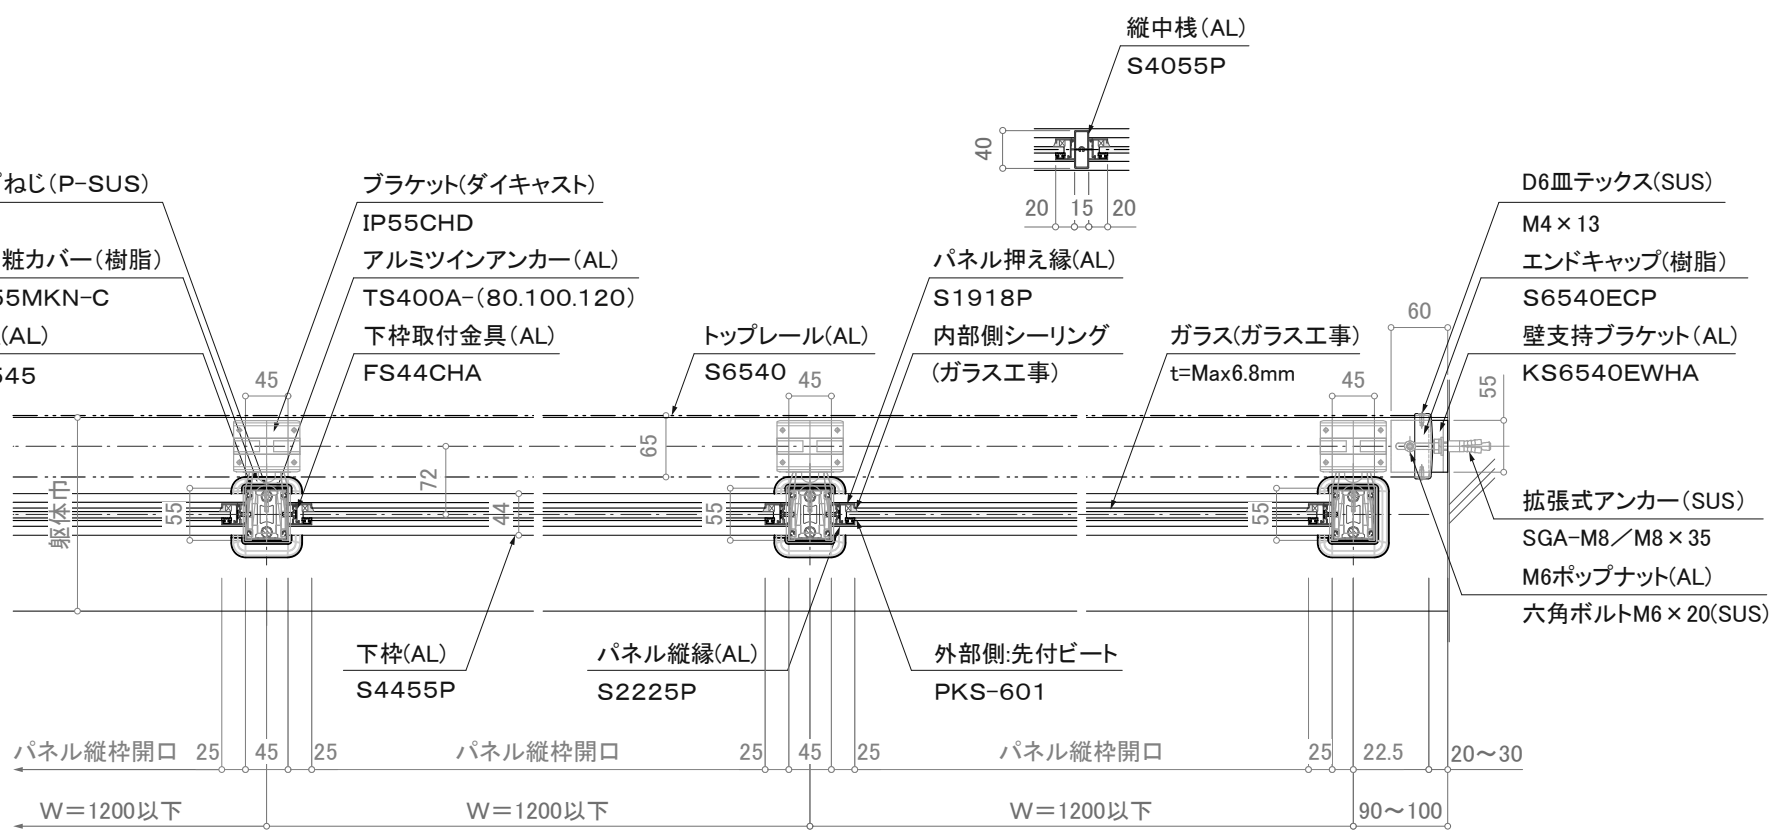 縦中桟(AL)
S4055P
40
20 15 20
ねじ(P-SUS)
粧カバー(樹脂)
55MKN-C
(AL)
545
ブラケット(ダイキャスト)
IP55CHD
アルミツインアンカー(AL)
TS400A-(80.100.120)
下枠取付金具(AL)
FS44CHA
トップレール(AL)
S6540
パネル押え縁(AL)
S1918P
内部側シーリング
(ガラス工事)
ガラス(ガラス工事)
t=Max6.8mm
D6皿テックス(SUS)
M4×13
エンドキャップ(樹脂)
S6540ECP
壁支持ブラケット(AL)
KS6540EWHA
60
45
45
45
55
65
72
躯体巾
55
44
55
55
拡張式アンカー(SUS)
SGA-M8／M8×35
M6ポップナット(AL)
六角ボルトM6×20(SUS)
下枠(AL)
S4455P
パネル縦縁(AL)
S2225P
外部側:先付ビート
PKS-601
パネル縦枠開口 25 45 25 パネル縦枠開口 25 45 25 パネル縦枠開口 25 22.5 20～30
W＝1200以下 W＝1200以下 W＝1200以下 90～100